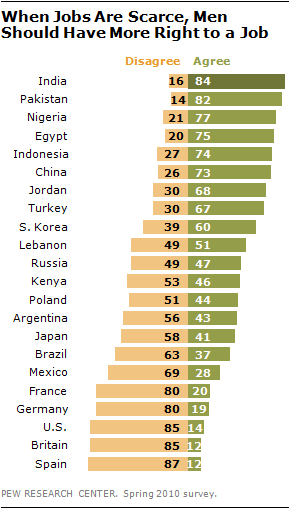 When Jobs Are Scarce, Men
Should Have More Right to a Job
Disagree Agree
India 16 84
Pakistan 14 82
Nigeria 21 77
Egypt 20 75
Indonesia 27 74
China 26 73
Jordan 30 68
Turkey 30 67
S. Korea 39 60
Lebanon 49 51
Russia 49 47
Kenya 53 46
Poland 51 44
Argentina 56 43
Japan 58 41
Brazil 63 37
Mexico 69 28
France 80 20
Germany 80 19
U.S. 85 14
Britain 85 12
Spain 87 12
PEW RESEARCH CENTER. Spring 2010 survey.